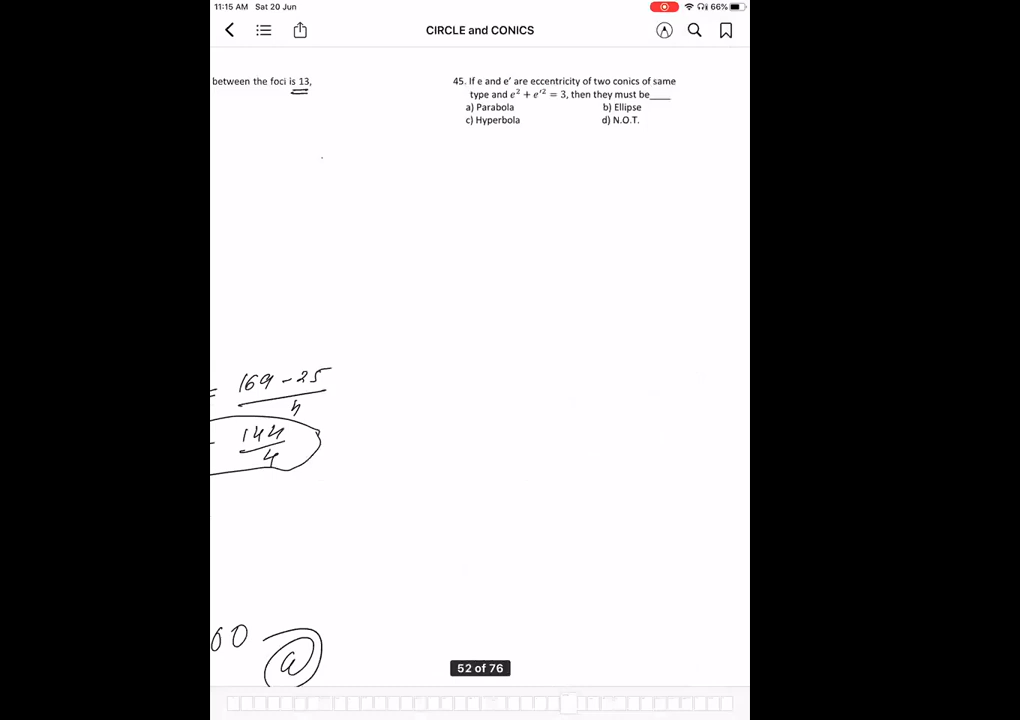 11:15 AM Sat 20 Jun
66%
CIRCLE and CONICS
between the foci is 13,
45. If e and e′ are eccentricity of two conics of same
type and e² + e′² = 3, then they must be____
a) Parabola b) Ellipse
c) Hyperbola d) N.O.T.
= 169 - 25
4
144
4
60 a
52 of 76